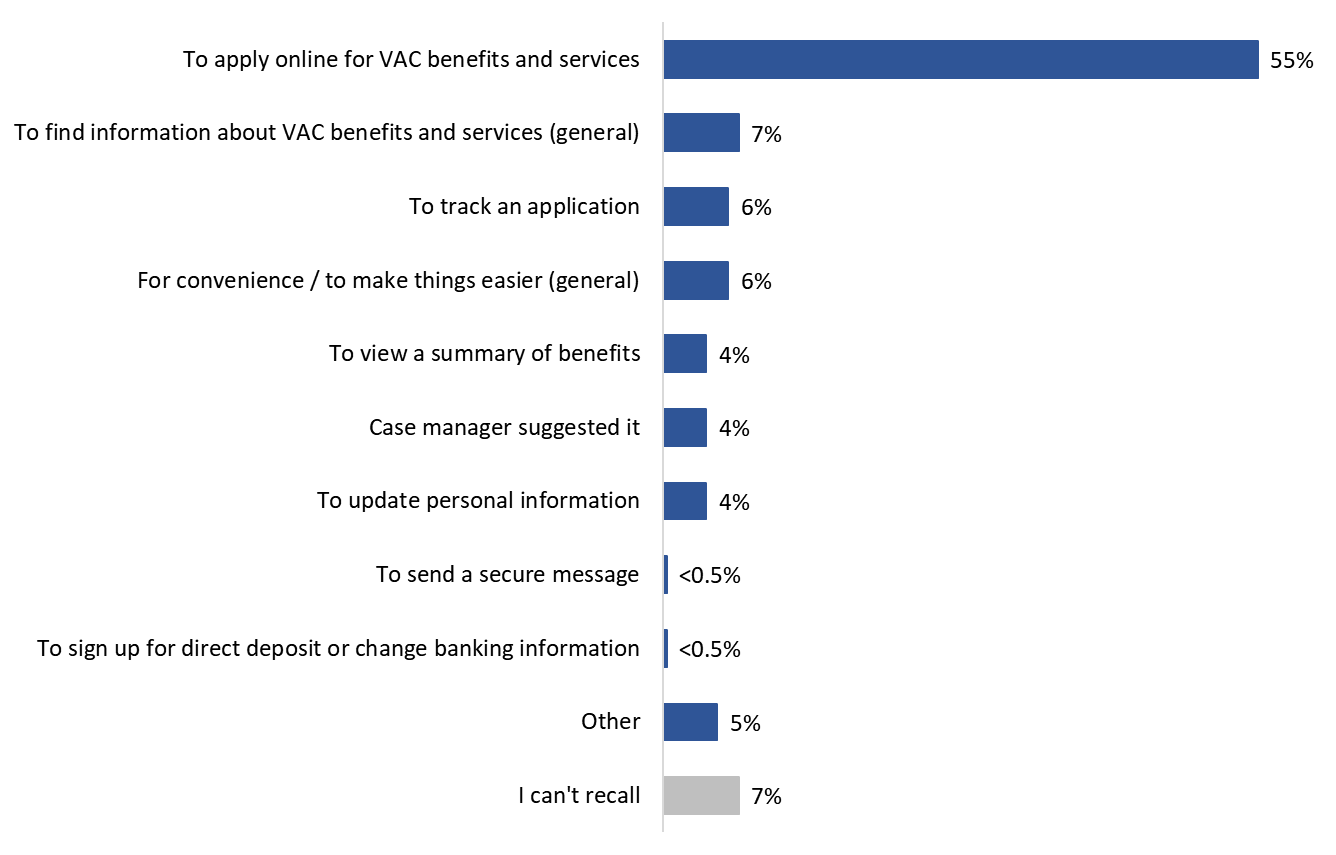 To apply online for VAC benefits and services 55%
To find information about VAC benefits and services (general) 7%
To track an application 6%
For convenience / to make things easier (general) 6%
To view a summary of benefits 4%
Case manager suggested it 4%
To update personal information 4%
To send a secure message <0.5%
To sign up for direct deposit or change banking information <0.5%
Other 5%
I can't recall 7%